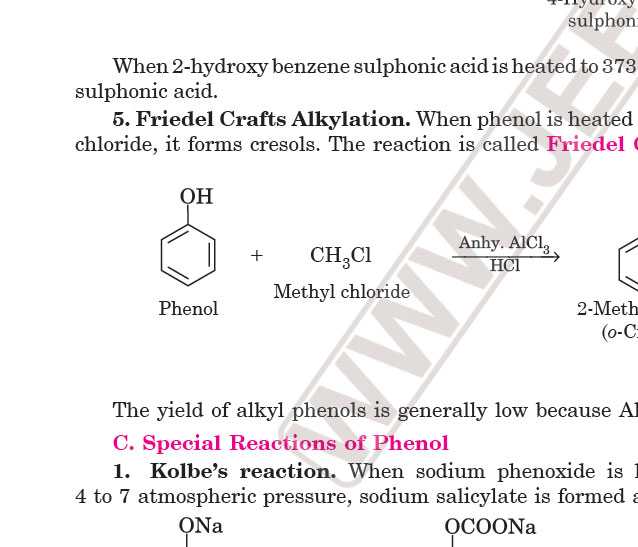 4-Hydroxy
sulphon
When 2-hydroxy benzene sulphonic acid is heated to 373
sulphonic acid.
5. Friedel Crafts Alkylation. When phenol is heated
chloride, it forms cresols. The reaction is called Friedel
OH
+ CH₃Cl
Anhy. AlCl₃
HCl
Methyl chloride
Phenol
2-Meth
(o-C
The yield of alkyl phenols is generally low because Al
C. Special Reactions of Phenol
1. Kolbe's reaction. When sodium phenoxide is
4 to 7 atmospheric pressure, sodium salicylate is formed a
ONa OCOONa
WWW.JEE